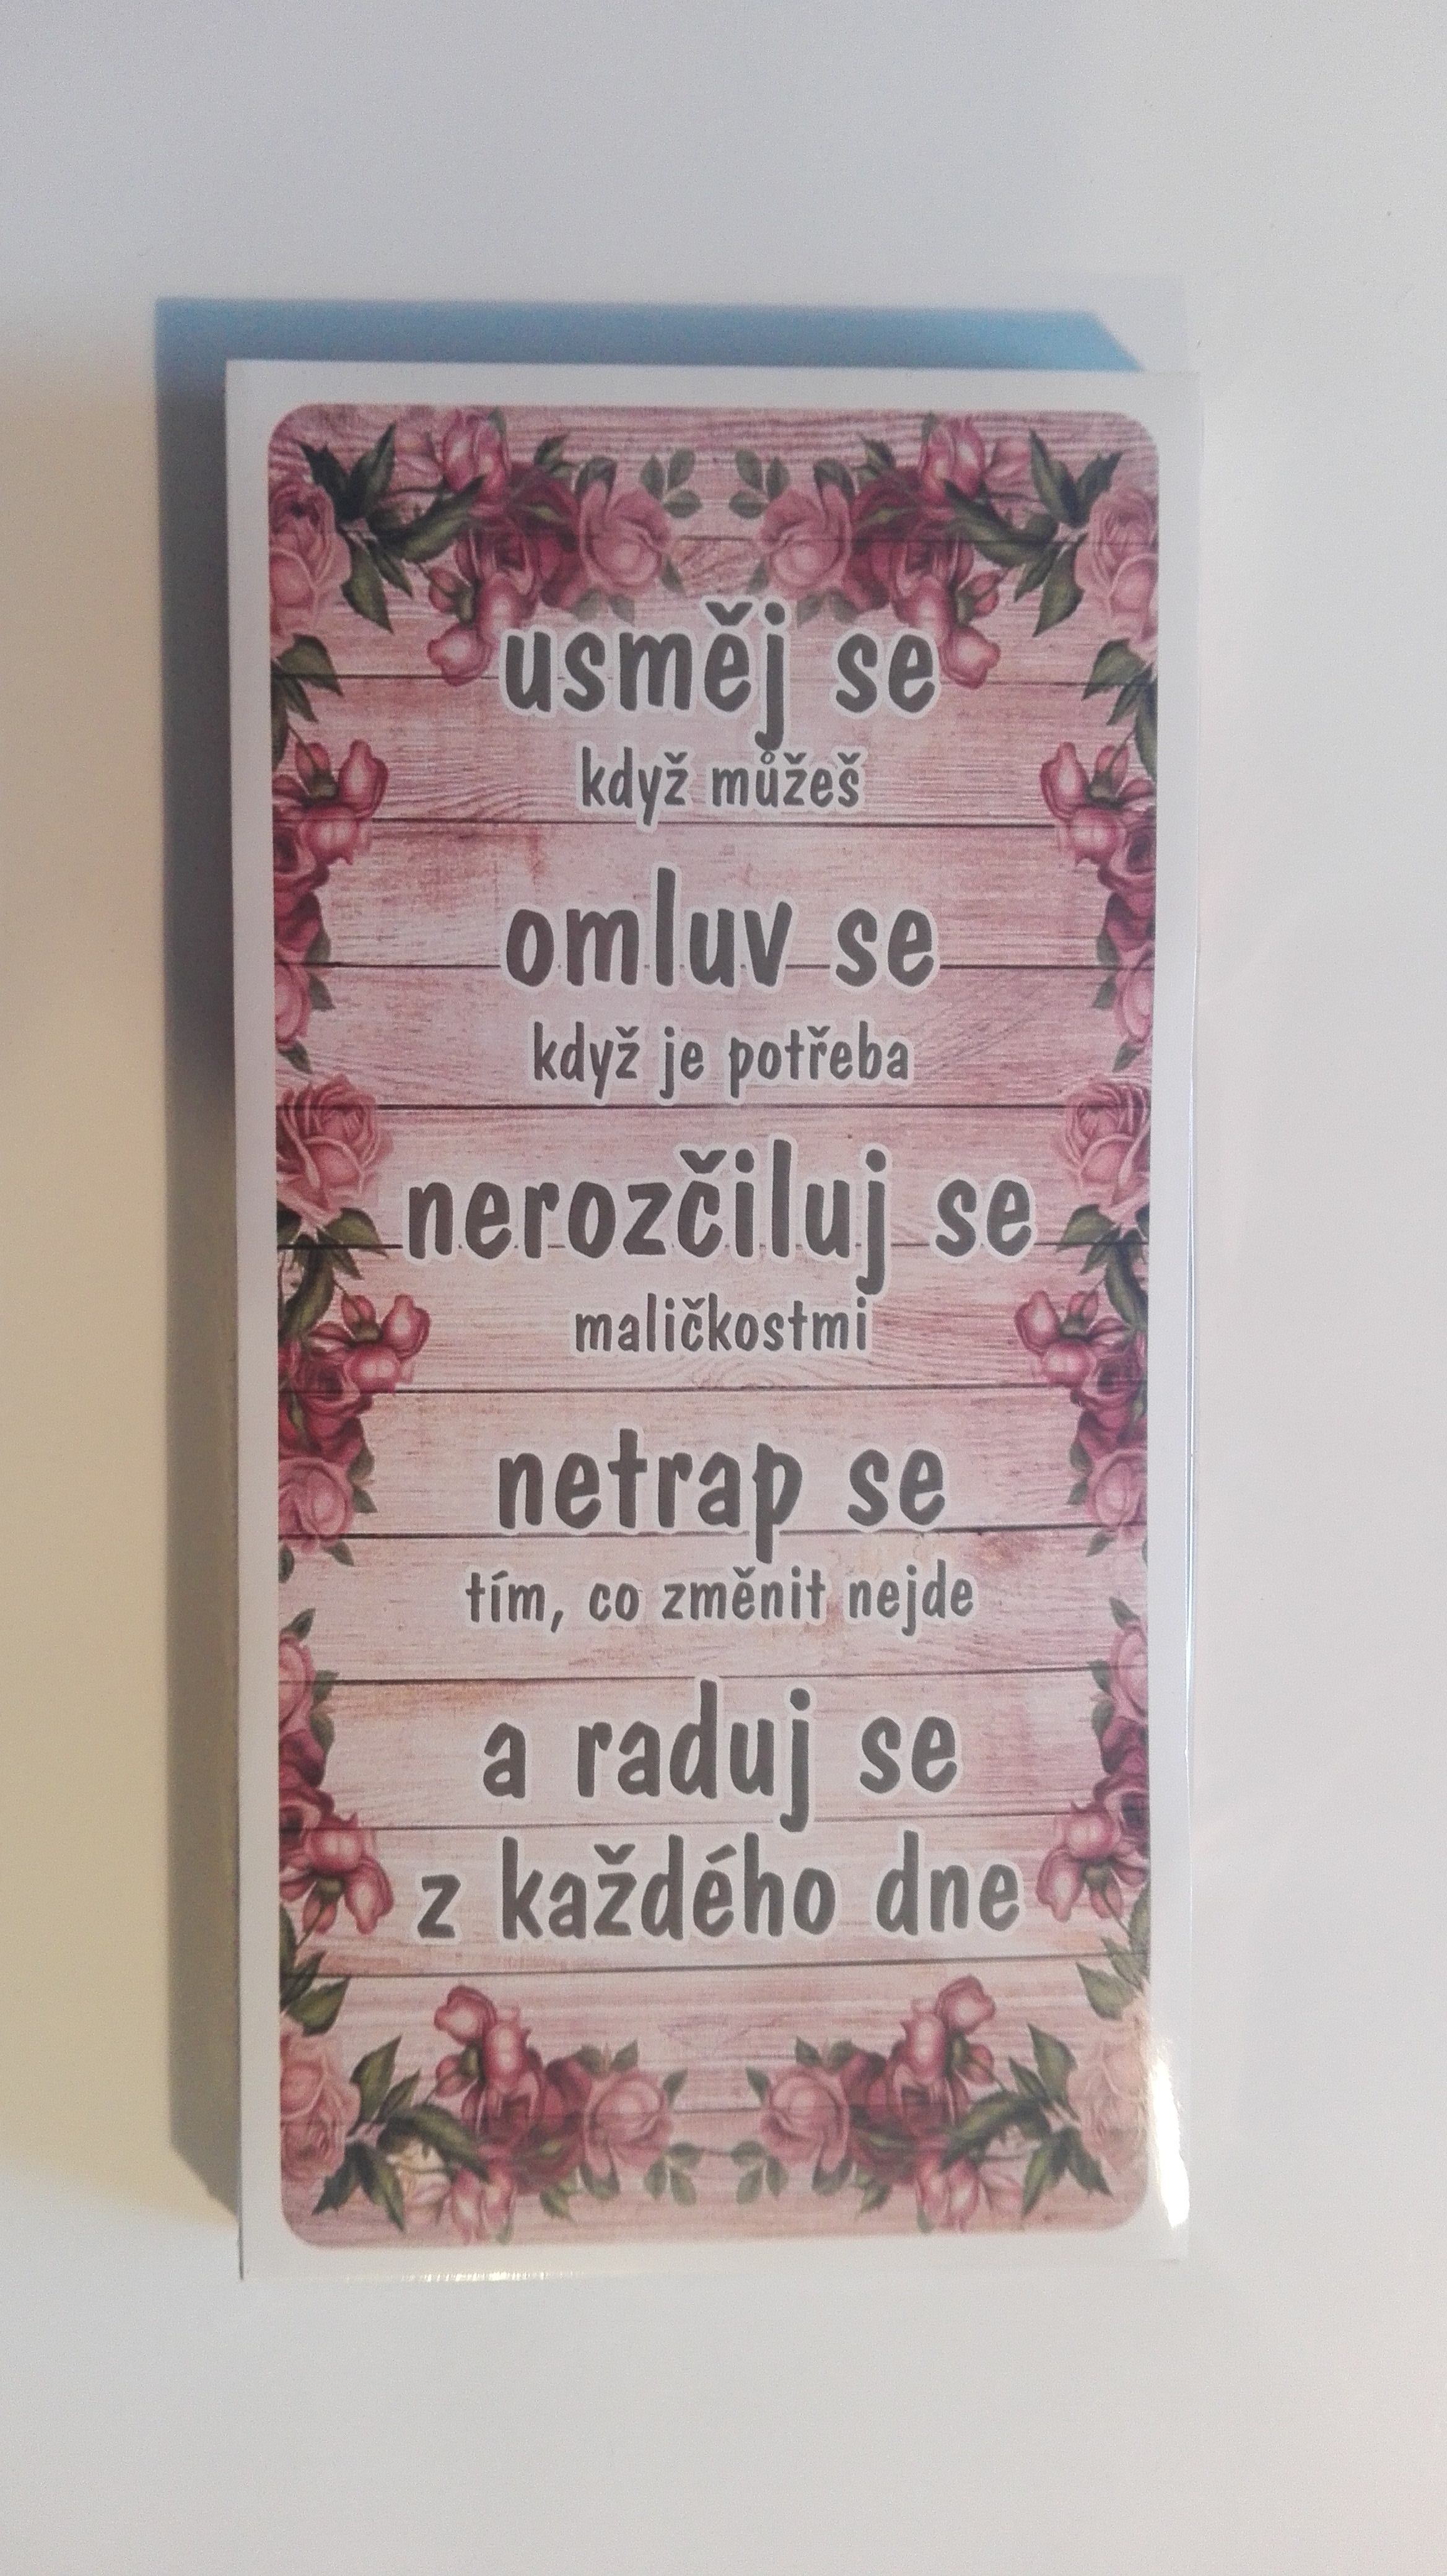 usměj se
když můžeš
omluv se
když je potřeba
nerozčiluj se
maličkostmi
netrap se
tím, co změnit nejde
a raduj se
z každého dne